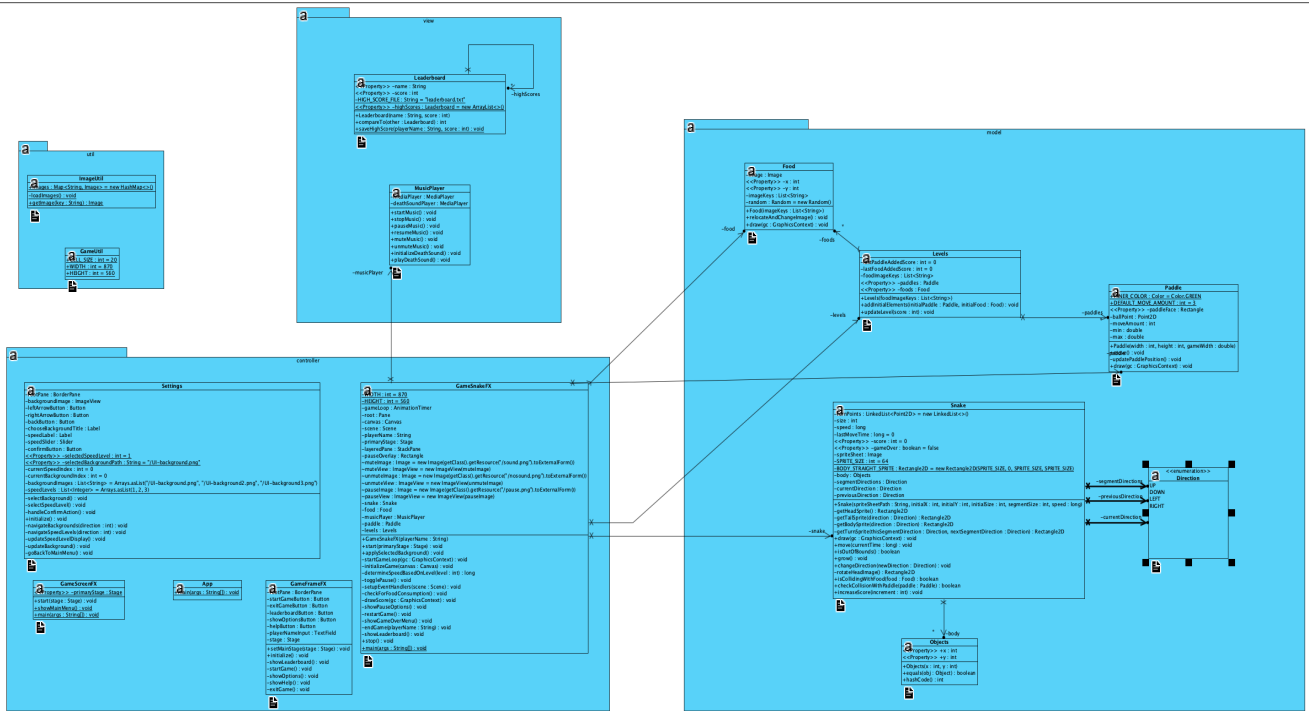 view
Leaderboard
<<Property>> -name : String
<<Property>> -score : int
-HIGH_SCORE_FILE : String = "leaderboard.txt"
<<Property>> -highScores : Leaderboard = new ArrayList<>()
+Leaderboard(name : String, score : int)
+compareTo(other : Leaderboard) : int
+saveHighScore(playerName : String, score : int) : void
-highScores
MusicPlayer
-mediaPlayer : MediaPlayer
-deathSoundPlayer : MediaPlayer
+startMusic() : void
+stopMusic() : void
+pauseMusic() : void
+resumeMusic() : void
+muteMusic() : void
+unmuteMusic() : void
+initializeDeathSound() : void
+playDeathSound() : void
-musicPlayer
util
ImageUtil
: Map<String, Image> = new HashMap<>()
-loadImages() : void
+getImage(key : String) : Image
GameUtil
: int = 20
+WIDTH : int = 870
+HEIGHT : int = 560
controller
Settings
: BorderPane
-backgroundImage : ImageView
-leftArrowButton : Button
-rightArrowButton : Button
-backButton : Button
-chooseBackgroundTitle : Label
-speedLabel : Label
-speedSlider : Slider
-confirmButton : Button
<<Property>> -selectedSpeedLevel : int = 1
<<Property>> -selectedBackgroundPath : String = "/UI-background.png"
-currentSpeedIndex : int = 0
-currentBackgroundIndex : int = 0
-backgroundImages : List<String> = Arrays.asList("/UI-background.png", "/UI-background2.png", "/UI-background3.png")
-speedLevels : List<Integer> = Arrays.asList(1, 2, 3)
-selectBackground() : void
-selectSpeedLevel() : void
-handleConfirmAction() : void
+initialize() : void
-navigateBackgrounds(direction : int) : void
-navigateSpeedLevels(direction : int) : void
-updateSpeedLevelDisplay() : void
-updateBackground() : void
-goBackToMainMenu() : void
GameScreenFX
-primaryStage : Stage
+start(stage : Stage) : void
+showMainMenu() : void
+main(args : String[]) : void
App
+main(args : String[]) : void
GameFrameFX
: BorderPane
-startGameButton : Button
-exitGameButton : Button
-leaderboardButton : Button
-showOptionsButton : Button
-helpButton : Button
-playerNameInput : TextField
-stage : Stage
+setMainStage(stage : Stage) : void
+initialize() : void
-showLeaderboard() : void
-startGame() : void
-showOptions() : void
-showHelp() : void
-exitGame() : void
GameSnakeFX
-WIDTH : int = 870
-HEIGHT : int = 560
-gameLoop : AnimationTimer
-root : Pane
-canvas : Canvas
-scene : Scene
-playerName : String
-primaryStage : Stage
-layeredPane : StackPane
-pauseOverlay : Rectangle
-muteImage : Image = new Image(getClass().getResource("/sound.png").toExternalForm())
-muteView : ImageView = new ImageView(muteImage)
-unmuteImage : Image = new Image(getClass().getResource("/nosound.png").toExternalForm())
-unmuteView : ImageView = new ImageView(unmuteImage)
-pauseImage : Image = new Image(getClass().getResource("/pause.png").toExternalForm())
-pauseView : ImageView = new ImageView(pauseImage)
-snake : Snake
-food : Food
-musicPlayer : MusicPlayer
-paddle : Paddle
-levels : Levels
+GameSnakeFX(playerName : String)
+start(primaryStage : Stage) : void
+applySelectedBackground() : void
-startGameLoop(gc : GraphicsContext) : void
-initializeGame(canvas : Canvas) : void
-determineSpeedBasedOnLevel(level : int) : long
-togglePause() : void
-setupEventHandlers(scene : Scene) : void
-checkForFoodConsumption() : void
-drawScore(gc : GraphicsContext) : void
-showPauseOptions() : void
-restartGame() : void
-showGameOverMenu() : void
-endGame(playerName : String) : void
-showLeaderboard() : void
+stop() : void
+main(args : String[]) : void
model
Food
-image : Image
<<Property>> -x : int
<<Property>> -y : int
-imageKeys : List<String>
-random : Random = new Random()
+Food(imageKeys : List<String>)
+relocateAndChangeImage() : void
+draw(gc : GraphicsContext) : void
-food
-foods
Levels
-lastPaddleAddedScore : int = 0
-lastFoodAddedScore : int = 0
-foodImageKeys : List<String>
<<Property>> -paddles : Paddle
<<Property>> -foods : Food
+Levels(foodImageKeys : List<String>)
+addInitialElements(initialPaddle : Paddle, initialFood : Food) : void
+updateLevel(score : int) : void
-levels
-paddles
Paddle
: Color = Color.GREEN
+DEFAULT_MOVE_AMOUNT : int = 3
<<Property>> -paddleFace : Rectangle
-ballPoint : Point2D
-moveAmount : int
-min : double
-max : double
+Paddle(width : int, height : int, gameWidth : double)
: void
-updatePaddlePosition() : void
+draw(gc : GraphicsContext) : void
Snake
: LinkedList<Point2D> = new LinkedList<>()
-size : int
-speed : long
-lastMoveTime : long = 0
<<Property>> -score : int = 0
<<Property>> -gameOver : boolean = false
-spriteSheet : Image
-SPRITE_SIZE : int = 64
-BODY_STRAIGHT_SPRITE : Rectangle2D = new Rectangle2D(SPRITE_SIZE, 0, SPRITE_SIZE, SPRITE_SIZE)
-body : Objects
-segmentDirections : Direction
-currentDirection : Direction
-previousDirection : Direction
+Snake(spriteSheetPath : String, initialX : int, initialY : int, initialSize : int, segmentSize : int, speed : long)
-getHeadSprite() : Rectangle2D
-getTailSprite(direction : Direction) : Rectangle2D
-getBodySprite(direction : Direction) : Rectangle2D
-getTurnSprite(thisSegmentDirection : Direction, nextSegmentDirection : Direction) : Rectangle2D
+draw(gc : GraphicsContext) : void
+move(currentTime : long) : void
+isOutOfBounds() : boolean
+grow() : void
+changeDirection(newDirection : Direction) : void
-rotateHeadImage() : Rectangle2D
+isCollidingWithFood(food : Food) : boolean
+checkCollisionWithPaddle(paddle : Paddle) : boolean
+increaseScore(increment : int) : void
-snake
-segmentDirections
-previousDirection
-currentDirection
<<enumeration>>
Direction
UP
DOWN
LEFT
RIGHT
-body
Objects
<<Property>> +x : int
<<Property>> +y : int
+Objects(x : int, y : int)
+equals(obj : Object) : boolean
+hashCode() : int